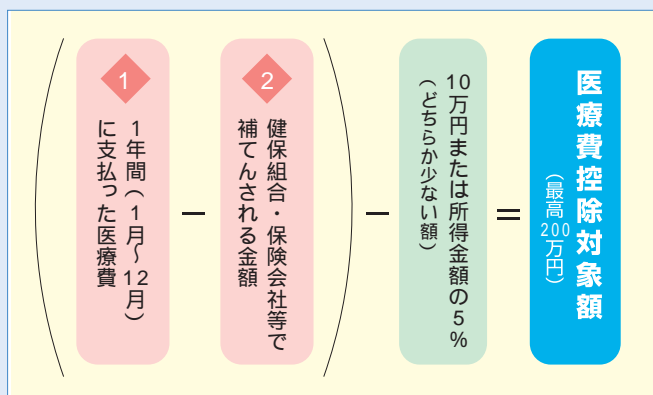 (
1
1年間(1月～12月)
に支払った医療費
−
2
健保組合・保険会社等で
補てんされる金額
)
−
10万円または所得金額の5%
(どちらか少ない額)
=
医療費控除対象額
(最高200万円)